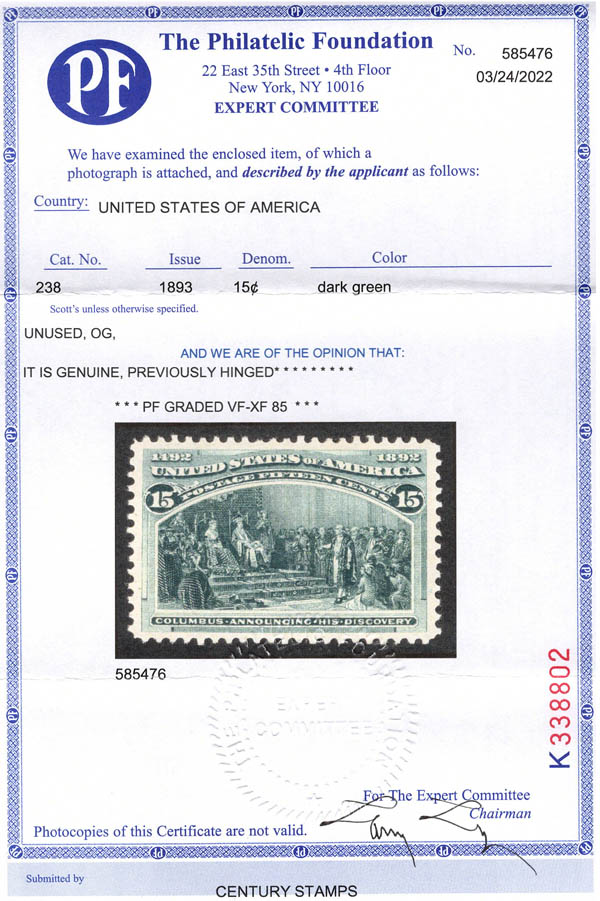 PF
The Philatelic Foundation
22 East 35th Street • 4th Floor
New York, NY 10016
EXPERT COMMITTEE
No. 585476
03/24/2022
We have examined the enclosed item, of which a
photograph is attached, and described by the applicant as follows:
Country: UNITED STATES OF AMERICA
Cat. No. Issue Denom. Color
238 1893 15¢ dark green
Scott's unless otherwise specified.
UNUSED, OG,
AND WE ARE OF THE OPINION THAT:
IT IS GENUINE, PREVIOUSLY HINGED* * * * * * * * *
* * * PF GRADED VF-XF 85 * * *
1492 1892
UNITED STATES OF AMERICA
POSTAGE FIFTEEN CENTS
15 15
COLUMBUS·ANNOUNCING·HIS·DISCOVERY
585476
EXPERT
COMMITTEE
K338802
For The Expert Committee
Chairman
Photocopies of this Certificate are not valid.
Submitted by
CENTURY STAMPS